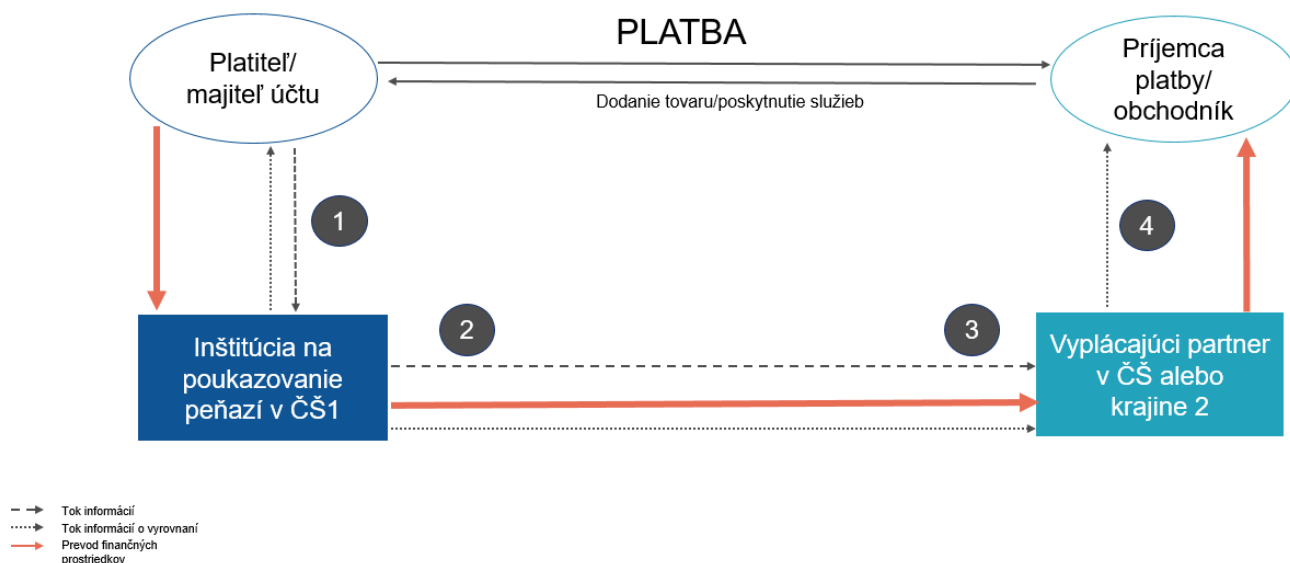 PLATBA
Platiteľ/
majiteľ účtu
Príjemca
platby/
obchodník
Dodanie tovaru/poskytnutie služieb
1
4
2
3
Inštitúcia na
poukazovanie
peňazí v ČŠ1
Vyplácajúci partner
v ČŠ alebo
krajine 2
Tok informácií
Tok informácií o vyrovnaní
Prevod finančných
prostriedkov